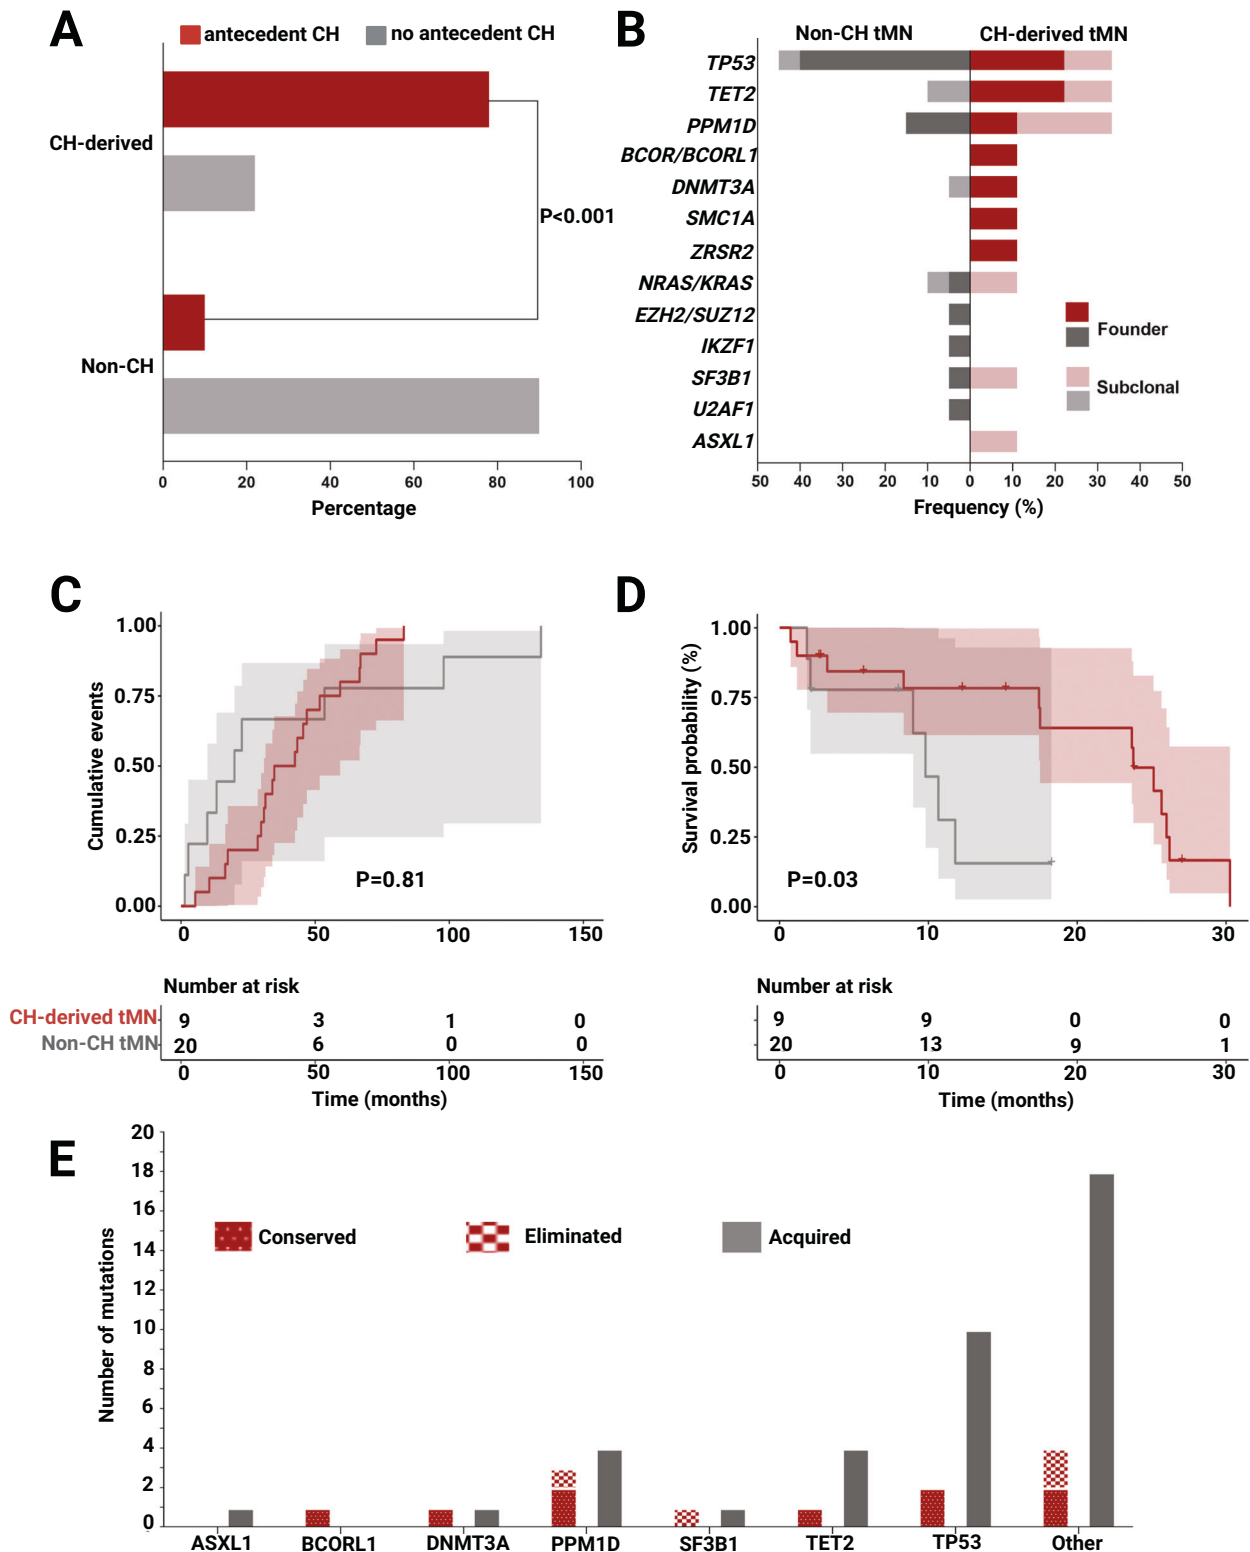 A
antecedent CH
no antecedent CH
CH-derived
P<0.001
Non-CH
0 20 40 60 80 100
Percentage
B
Non-CH tMN CH-derived tMN
TP53
TET2
PPM1D
BCOR/BCORL1
DNMT3A
SMC1A
ZRSR2
NRAS/KRAS
EZH2/SUZ12
IKZF1
SF3B1
U2AF1
ASXL1
Founder
Subclonal
50 40 30 20 10 0 10 20 30 40 50
Frequency (%)
C
Cumulative events
1.00
0.75
0.50
0.25
0.00
P=0.81
0 50 100 150
Number at risk
CH-derived tMN 9 3 1 0
Non-CH tMN 20 6 0 0
0 50 100 150
Time (months)
D
Survival probability (%)
1.00
0.75
0.50
0.25
0.00
P=0.03
0 10 20 30
Number at risk
9 9 0 0
20 13 9 1
0 10 20 30
Time (months)
E
Number of mutations
20
18
16
14
12
10
8
6
4
2
0
Conserved
Eliminated
Acquired
ASXL1 BCORL1 DNMT3A PPM1D SF3B1 TET2 TP53 Other